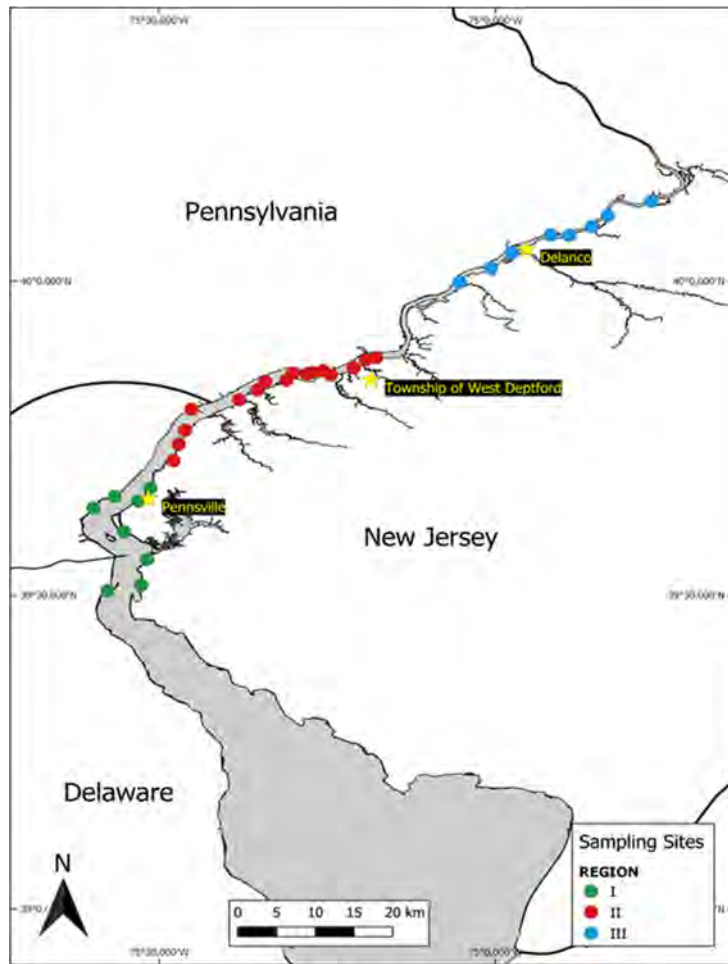 75°30.000'W
75°0.000'W
Pennsylvania
Delanco
40°0.000'N
40°0.000'N
Township of West Deptford
Pennsville
New Jersey
39°30.000'N
39°30.000'N
Delaware
N
Sampling Sites
REGION
I
II
III
0 5 10 15 20 km
75°30.000'W
75°0.000'W